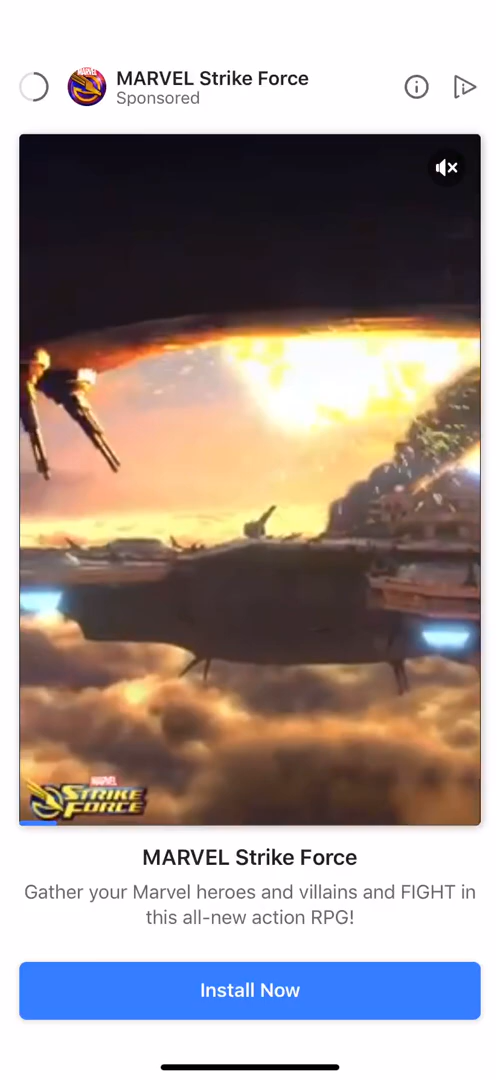 MARVEL
MARVEL Strike Force
Sponsored
MARVEL
STRIKE
FORCE
MARVEL Strike Force
Gather your Marvel heroes and villains and FIGHT in
this all-new action RPG!
Install Now